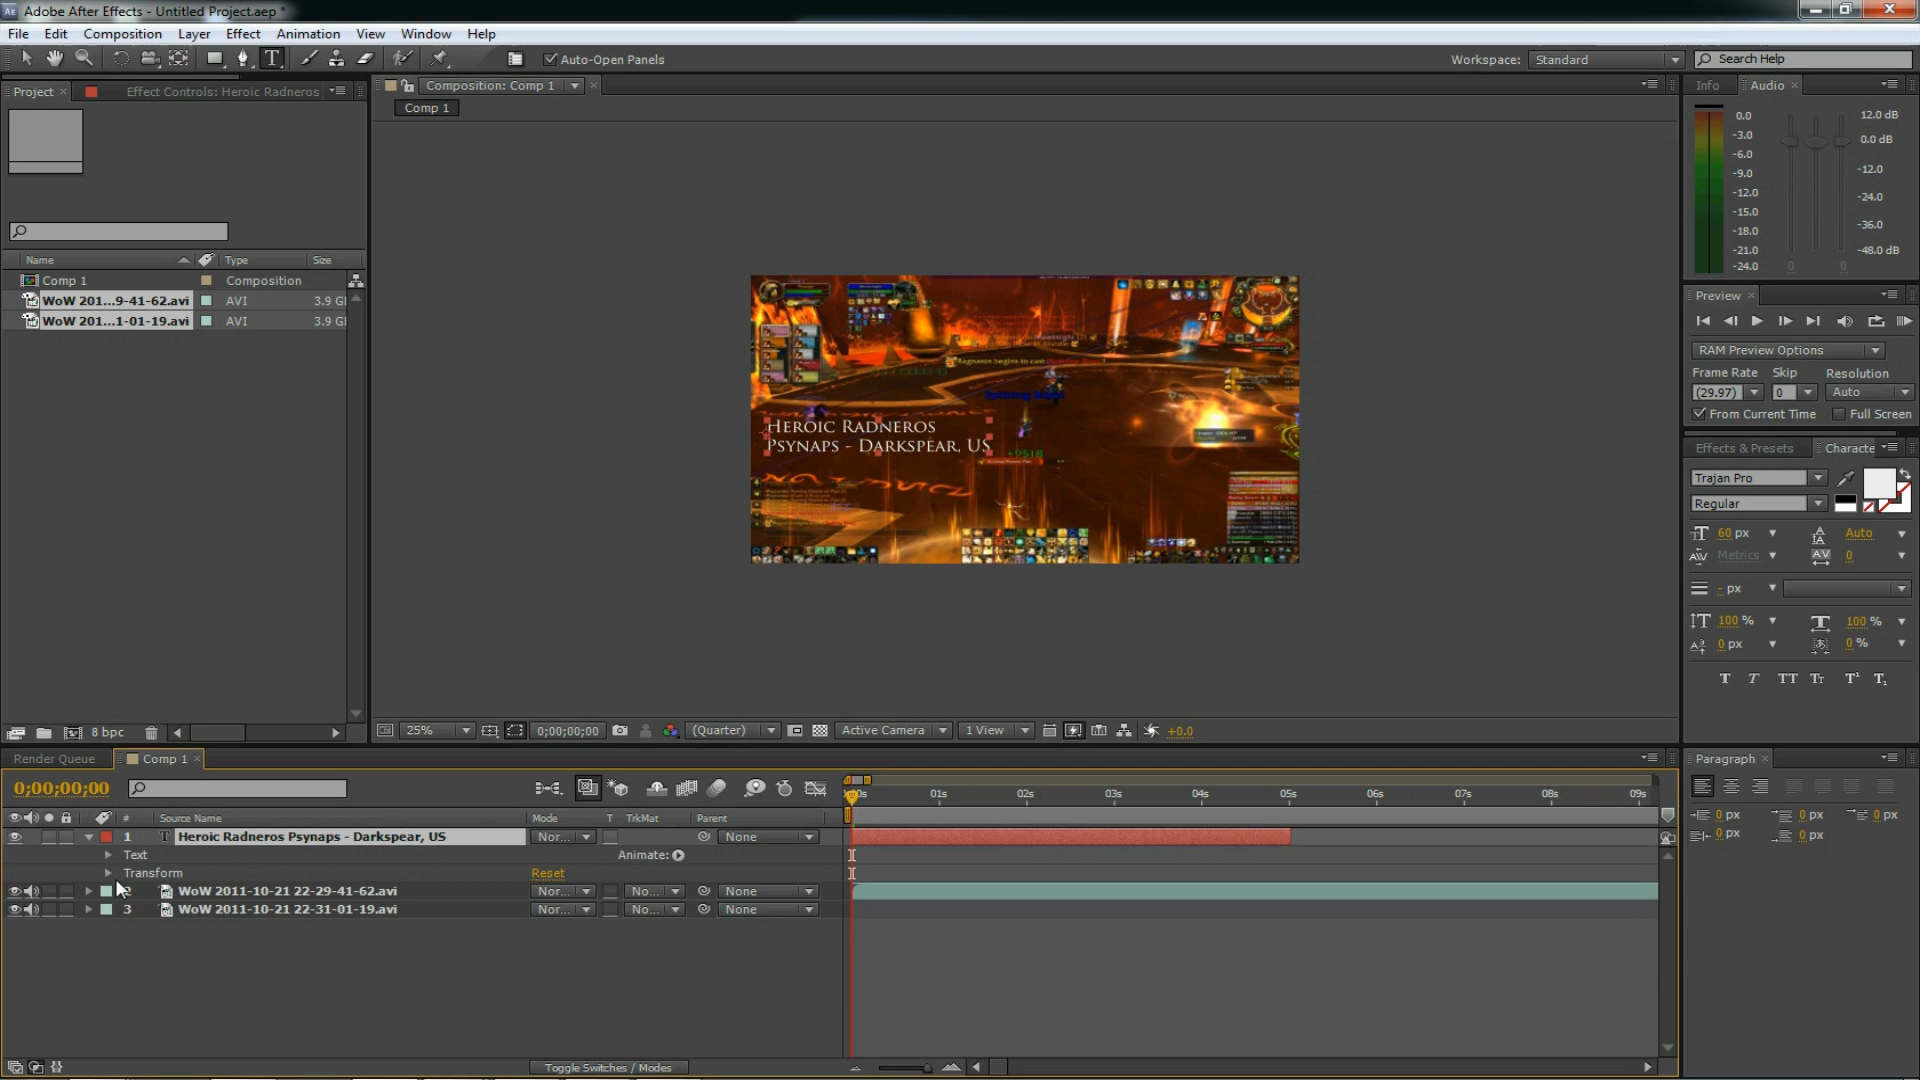 Adobe After Effects - Untitled Project.aep *
File Edit Composition Layer Effect Animation View Window Help
Auto-Open Panels
Workspace: Standard
Search Help
Project
Effect Controls: Heroic Radneros
Composition: Comp 1
Comp 1
Info
Audio
0.0
-3.0
-6.0
-9.0
-12.0
-15.0
-18.0
-21.0
-24.0
12.0 dB
0.0 dB
-12.0
-24.0
-36.0
-48.0 dB
0 0
Name Type Size
Comp 1 Composition
WoW 201...9-41-62.avi AVI 3.9 G
WoW 201...1-01-19.avi AVI 3.9 G
Preview
RAM Preview Options
Frame Rate Skip Resolution
(29.97) 0 Auto
From Current Time Full Screen
Heroic Radneros
Psynaps - Darkspear, US
+9518
Effects & Presets
Characte
Trajan Pro
Regular
60 px Auto
Metrics 0
- px
100 % 100 %
0 px 0 %
8 bpc
25% 0;00;00;00 (Quarter) Active Camera 1 View +0.0
Render Queue
Comp 1
Paragraph
0 px 0 px 0 px
0 px 0 px
0;00;00;00
01s 02s 03s 04s 05s 06s 07s 08s 09s
# Source Name Mode T TrkMat Parent
1 T Heroic Radneros Psynaps - Darkspear, US Nor... None
Text Animate:
Transform Reset
2 WoW 2011-10-21 22-29-41-62.avi Nor... No... None
3 WoW 2011-10-21 22-31-01-19.avi Nor... No... None
Toggle Switches / Modes